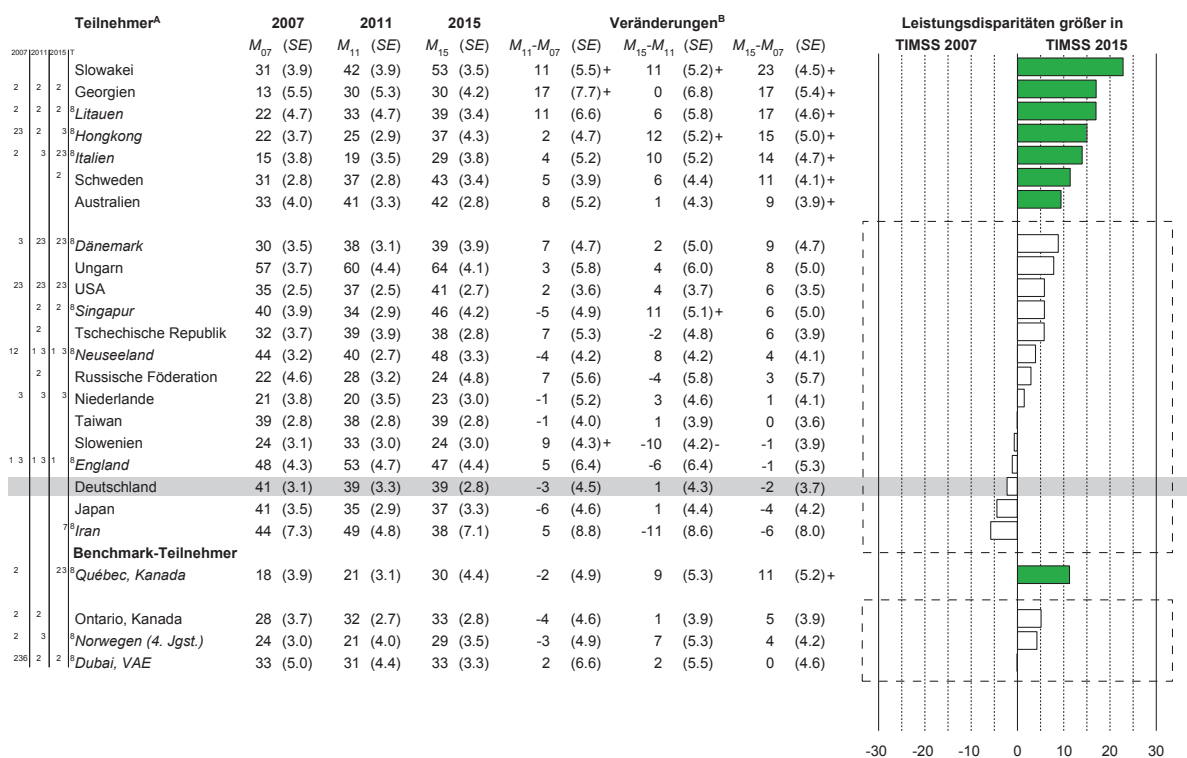 Teilnehmerᴬ 2007 2011 2015 Veränderungenᴮ Leistungsdisparitäten größer in
2007 2011 2015 T M₀₇ (SE) M₁₁ (SE) M₁₅ (SE) M₁₁-M₀₇ (SE) M₁₅-M₁₁ (SE) M₁₅-M₀₇ (SE) TIMSS 2007 TIMSS 2015
Slowakei 31 (3.9) 42 (3.9) 53 (3.5) 11 (5.5)+ 11 (5.2)+ 23 (4.5)+
2 2 2 Georgien 13 (5.5) 30 (5.3) 30 (4.2) 17 (7.7)+ 0 (6.8) 17 (5.4)+
2 2 2 8 Litauen 22 (4.7) 33 (4.7) 39 (3.4) 11 (6.6) 6 (5.8) 17 (4.6)+
23 2 3 8 Hongkong 22 (3.7) 25 (2.9) 37 (4.3) 2 (4.7) 12 (5.2)+ 15 (5.0)+
2 3 23 8 Italien 15 (3.8) 19 (3.5) 29 (3.8) 4 (5.2) 10 (5.2) 14 (4.7)+
2 Schweden 31 (2.8) 37 (2.8) 43 (3.4) 5 (3.9) 6 (4.4) 11 (4.1)+
Australien 33 (4.0) 41 (3.3) 42 (2.8) 8 (5.2) 1 (4.3) 9 (3.9)+
3 23 23 8 Dänemark 30 (3.5) 38 (3.1) 39 (3.9) 7 (4.7) 2 (5.0) 9 (4.7)
Ungarn 57 (3.7) 60 (4.4) 64 (4.1) 3 (5.8) 4 (6.0) 8 (5.0)
23 23 23 USA 35 (2.5) 37 (2.5) 41 (2.7) 2 (3.6) 4 (3.7) 6 (3.5)
2 2 8 Singapur 40 (3.9) 34 (2.9) 46 (4.2) -5 (4.9) 11 (5.1)+ 6 (5.0)
2 Tschechische Republik 32 (3.7) 39 (3.9) 38 (2.8) 7 (5.3) -2 (4.8) 6 (3.9)
12 1 3 1 3 8 Neuseeland 44 (3.2) 40 (2.7) 48 (3.3) -4 (4.2) 8 (4.2) 4 (4.1)
2 Russische Föderation 22 (4.6) 28 (3.2) 24 (4.8) 7 (5.6) -4 (5.8) 3 (5.7)
3 3 3 Niederlande 21 (3.8) 20 (3.5) 23 (3.0) -1 (5.2) 3 (4.6) 1 (4.1)
Taiwan 39 (2.8) 38 (2.8) 39 (2.8) -1 (4.0) 1 (3.9) 0 (3.6)
Slowenien 24 (3.1) 33 (3.0) 24 (3.0) 9 (4.3)+ -10 (4.2)- -1 (3.9)
1 3 1 3 1 8 England 48 (4.3) 53 (4.7) 47 (4.4) 5 (6.4) -6 (6.4) -1 (5.3)
Deutschland 41 (3.1) 39 (3.3) 39 (2.8) -3 (4.5) 1 (4.3) -2 (3.7)
Japan 41 (3.5) 35 (2.9) 37 (3.3) -6 (4.6) 1 (4.4) -4 (4.2)
7 8 Iran 44 (7.3) 49 (4.8) 38 (7.1) 5 (8.8) -11 (8.6) -6 (8.0)
Benchmark-Teilnehmer
2 23 8 Québec, Kanada 18 (3.9) 21 (3.1) 30 (4.4) -2 (4.9) 9 (5.3) 11 (5.2)+
2 2 Ontario, Kanada 28 (3.7) 32 (2.7) 33 (2.8) -4 (4.6) 1 (3.9) 5 (3.9)
2 3 8 Norwegen (4. Jgst.) 24 (3.0) 21 (4.0) 29 (3.5) -3 (4.9) 7 (5.3) 4 (4.2)
236 2 2 8 Dubai, VAE 33 (5.0) 31 (4.4) 33 (3.3) 2 (6.6) 2 (5.5) 0 (4.6)
-30 -20 -10 0 10 20 30